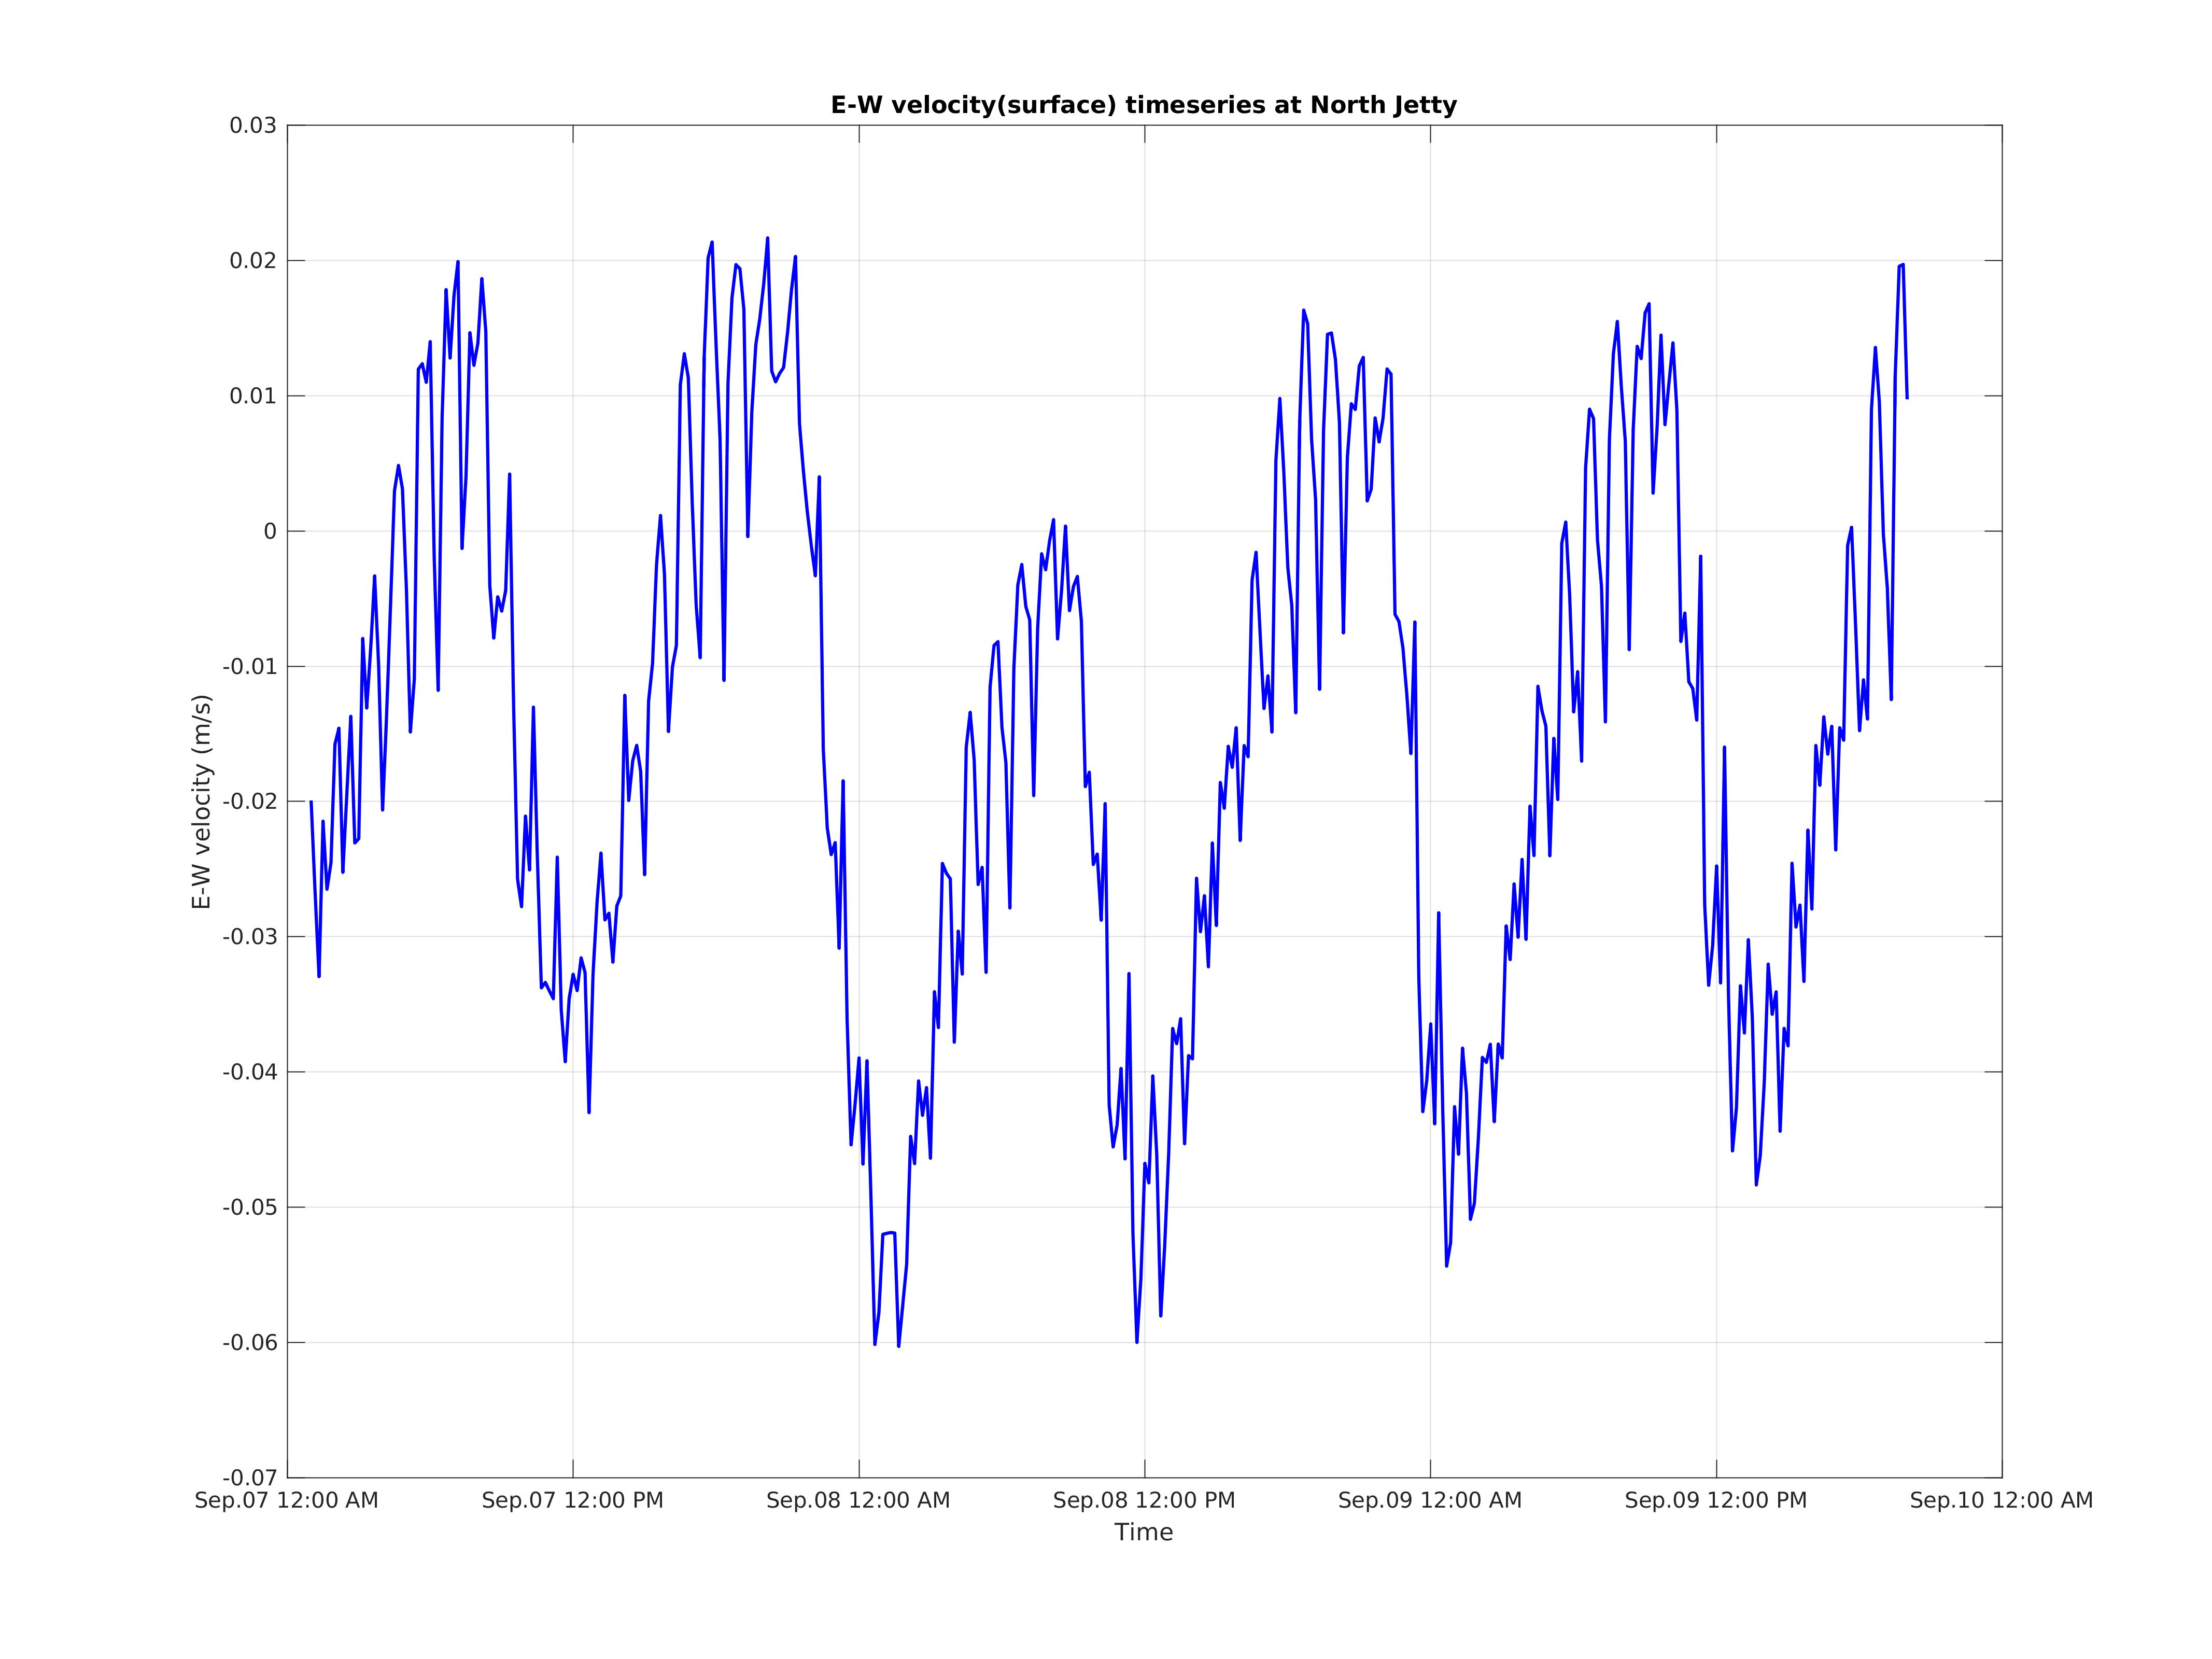 E-W velocity(surface) timeseries at North Jetty
0.03
0.02
0.01
0
-0.01
-0.02
-0.03
-0.04
-0.05
-0.06
-0.07
E-W velocity (m/s)
Sep.07 12:00 AM
Sep.07 12:00 PM
Sep.08 12:00 AM
Sep.08 12:00 PM
Sep.09 12:00 AM
Sep.09 12:00 PM
Sep.10 12:00 AM
Time